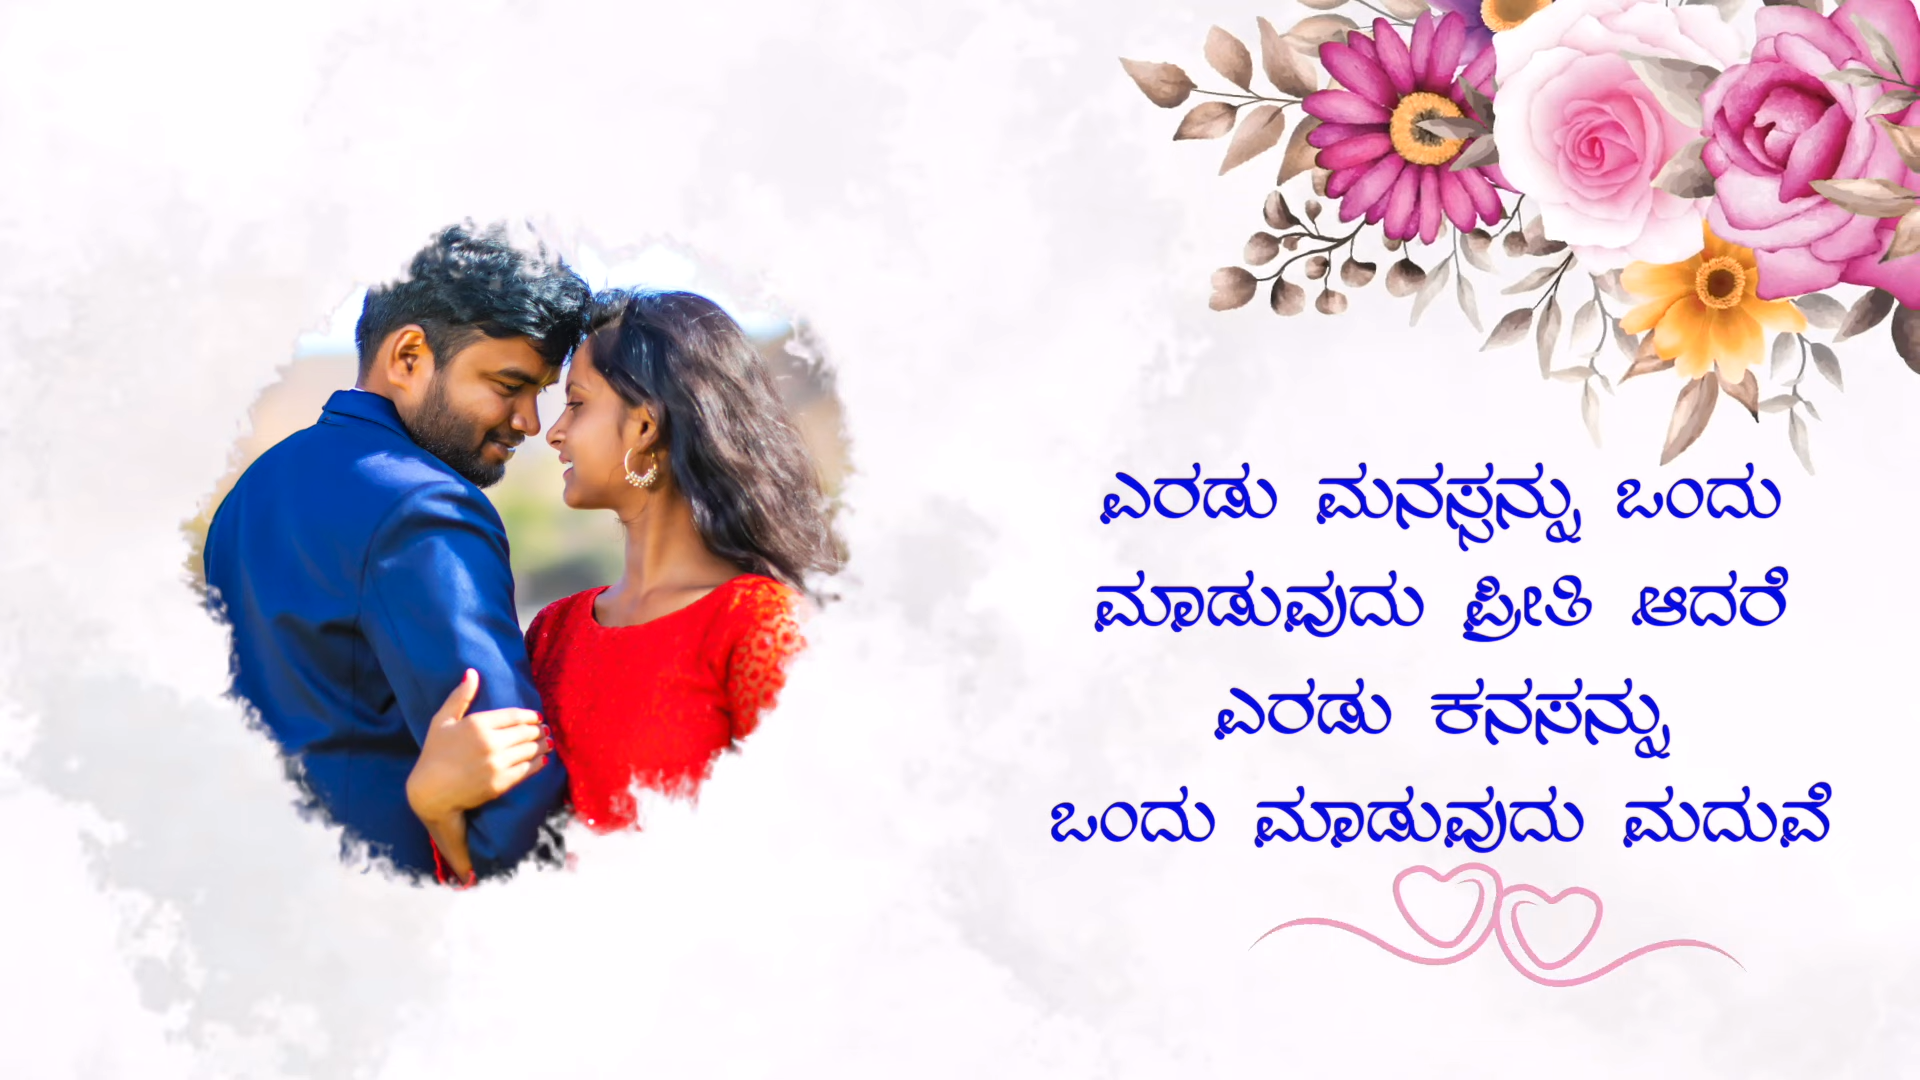 ಎರಡು ಮನಸ್ಸನ್ನು ಒಂದು
ಮಾಡುವುದು ಪ್ರೀತಿ ಆದರೆ
ಎರಡು ಕನಸನ್ನು
ಒಂದು ಮಾಡುವುದು ಮದುವೆ